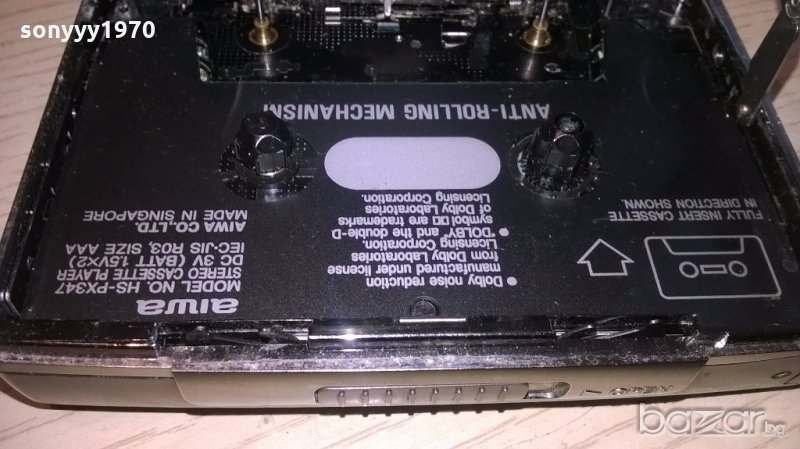 sonyyy1970
ANTI-ROLLING MECHANISM
aiwa
MODEL NO. HS-PX347
STEREO CASSETTE PLAYER
DC 3V (BATT 1.5V×2)
IEC·JIS R03, SIZE AAA
AIWA CO., LTD.
MADE IN SINGAPORE
• Dolby noise reduction
manufactured under license
from Dolby Laboratories
Licensing Corporation.
• "DOLBY" and the double-D
symbol are trademarks
of Dolby Laboratories
Licensing Corporation.
FULLY INSERT CASSETTE
IN DIRECTION SHOWN.
OPEN
bazar.bg